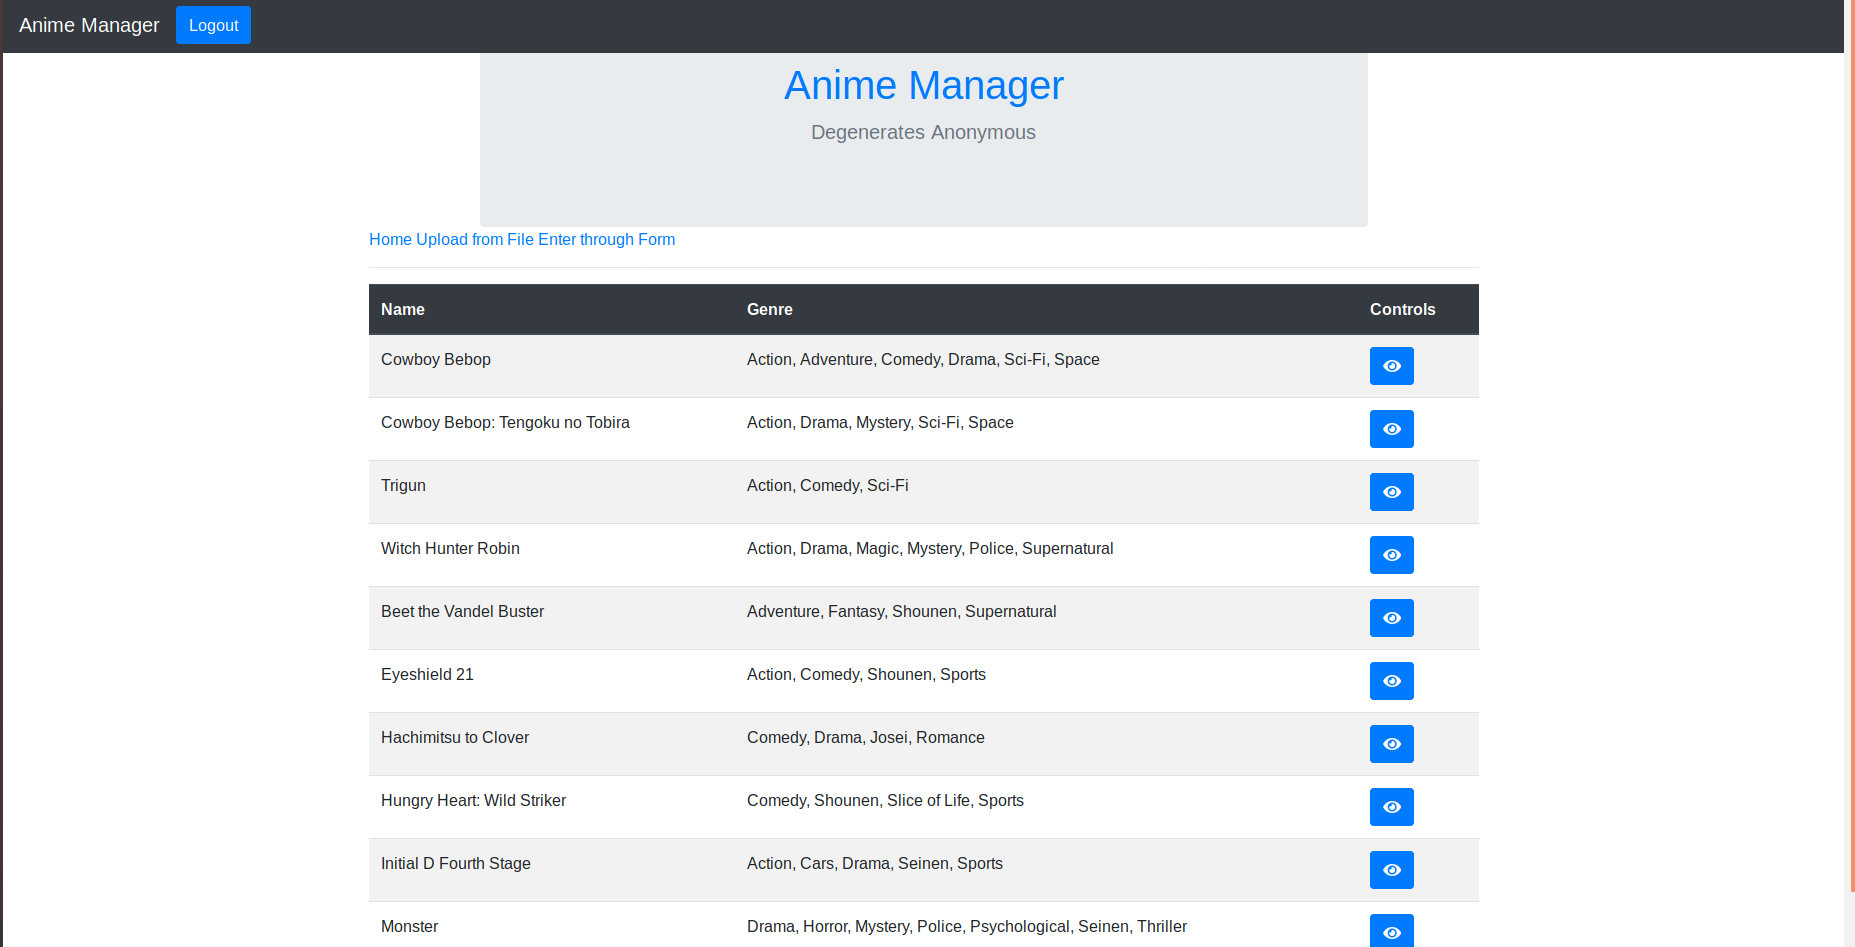 Anime Manager Logout
Anime Manager
Degenerates Anonymous
Home Upload from File Enter through Form
Name Genre Controls
Cowboy Bebop Action, Adventure, Comedy, Drama, Sci-Fi, Space
Cowboy Bebop: Tengoku no Tobira Action, Drama, Mystery, Sci-Fi, Space
Trigun Action, Comedy, Sci-Fi
Witch Hunter Robin Action, Drama, Magic, Mystery, Police, Supernatural
Beet the Vandel Buster Adventure, Fantasy, Shounen, Supernatural
Eyeshield 21 Action, Comedy, Shounen, Sports
Hachimitsu to Clover Comedy, Drama, Josei, Romance
Hungry Heart: Wild Striker Comedy, Shounen, Slice of Life, Sports
Initial D Fourth Stage Action, Cars, Drama, Seinen, Sports
Monster Drama, Horror, Mystery, Police, Psychological, Seinen, Thriller